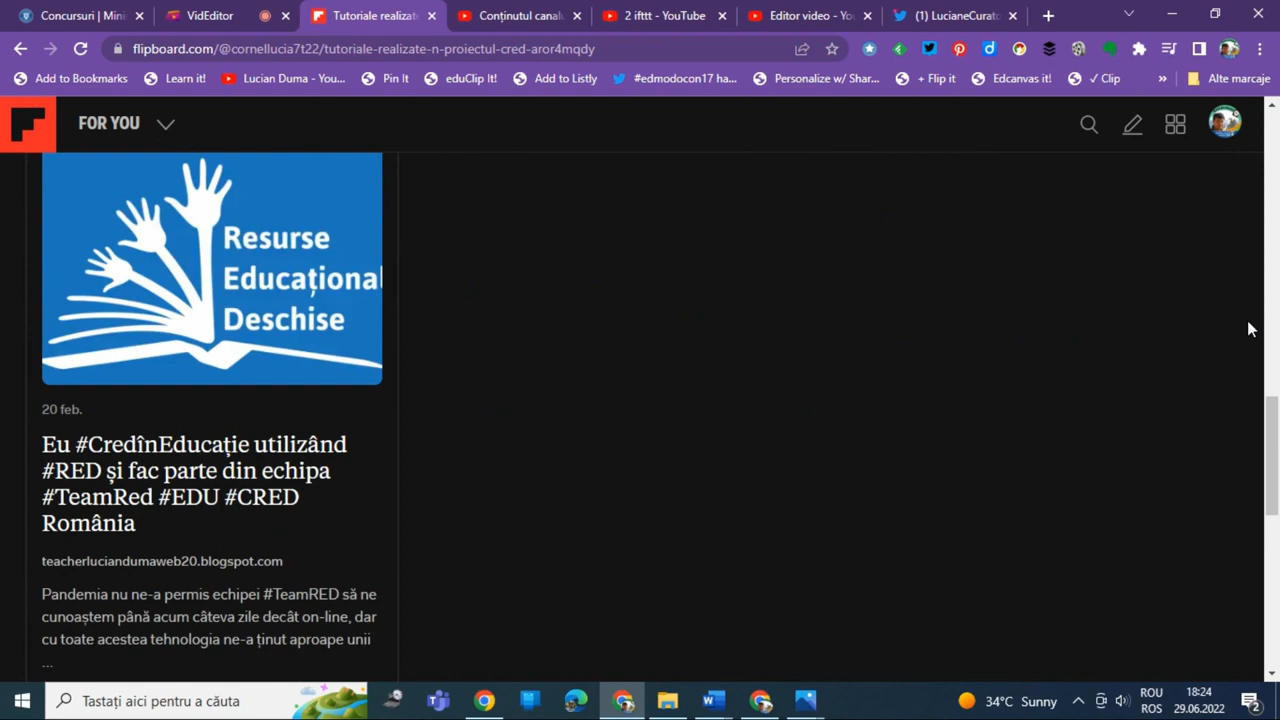 Concursuri | Mini
VidEditor
Tutoriale realizat
Conținutul canalu
2 ifttt - YouTube
Editor video - You
(1) LucianeCurato
flipboard.com/@cornellucia7t22/tutoriale-realizate-n-proiectul-cred-aror4mqdy
Add to Bookmarks
Learn it!
Lucian Duma - You...
Pin It
eduClip It!
Add to Listly
#edmodocon17 ha...
Personalize w/ Shar...
+ Flip it
Edcanvas it!
✓ Clip
»
Alte marcaje
FOR YOU
Resurse
Educațional
Deschise
20 feb.
Eu #CredînEducație utilizând
#RED și fac parte din echipa
#TeamRed #EDU #CRED
România
teacherluciandumaweb20.blogspot.com
Pandemia nu ne-a permis echipei #TeamRED să ne
cunoaștem până acum câteva zile decât on-line, dar
cu toate acestea tehnologia ne-a ținut aproape unii
...
Tastați aici pentru a căuta
34°C Sunny
ROU
ROS
18:24
29.06.2022
2